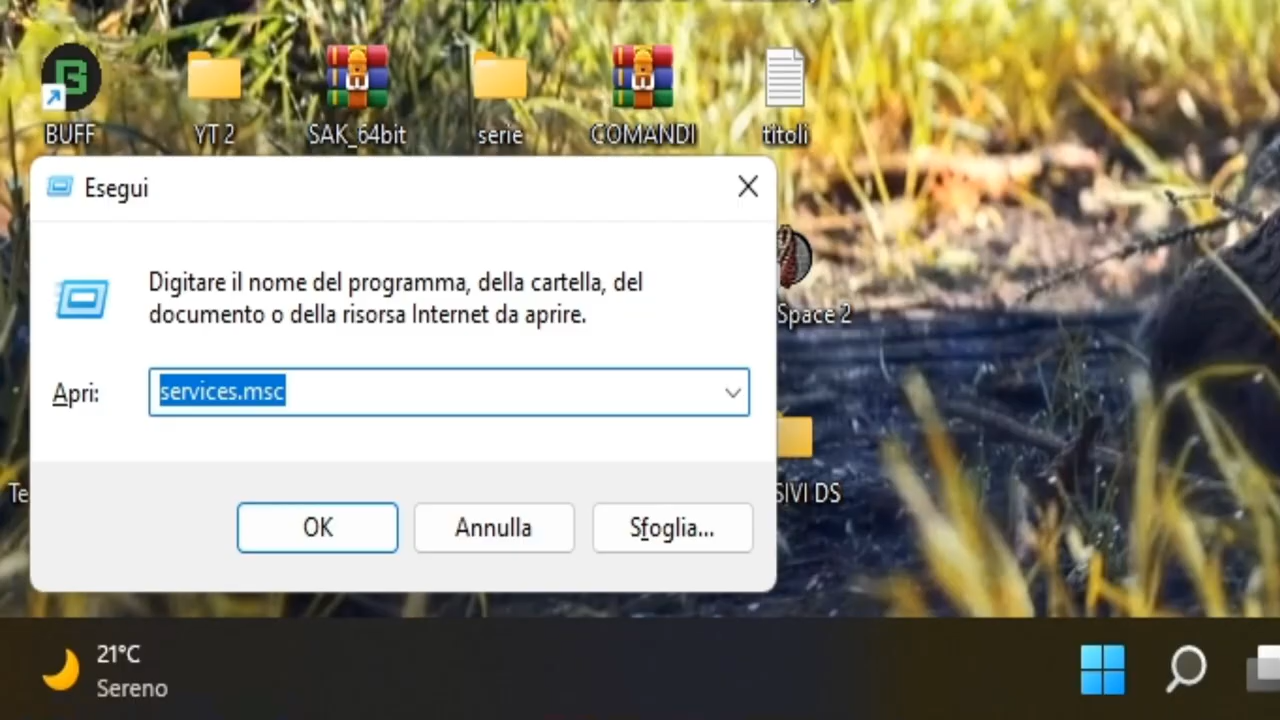 BUFF
YT 2
SAK_64bit
serie
COMANDI
titoli
Esegui
Digitare il nome del programma, della cartella, del
documento o della risorsa Internet da aprire.
Space 2
Apri:
services.msc
SIVI DS
OK
Annulla
Sfoglia...
21°C
Sereno